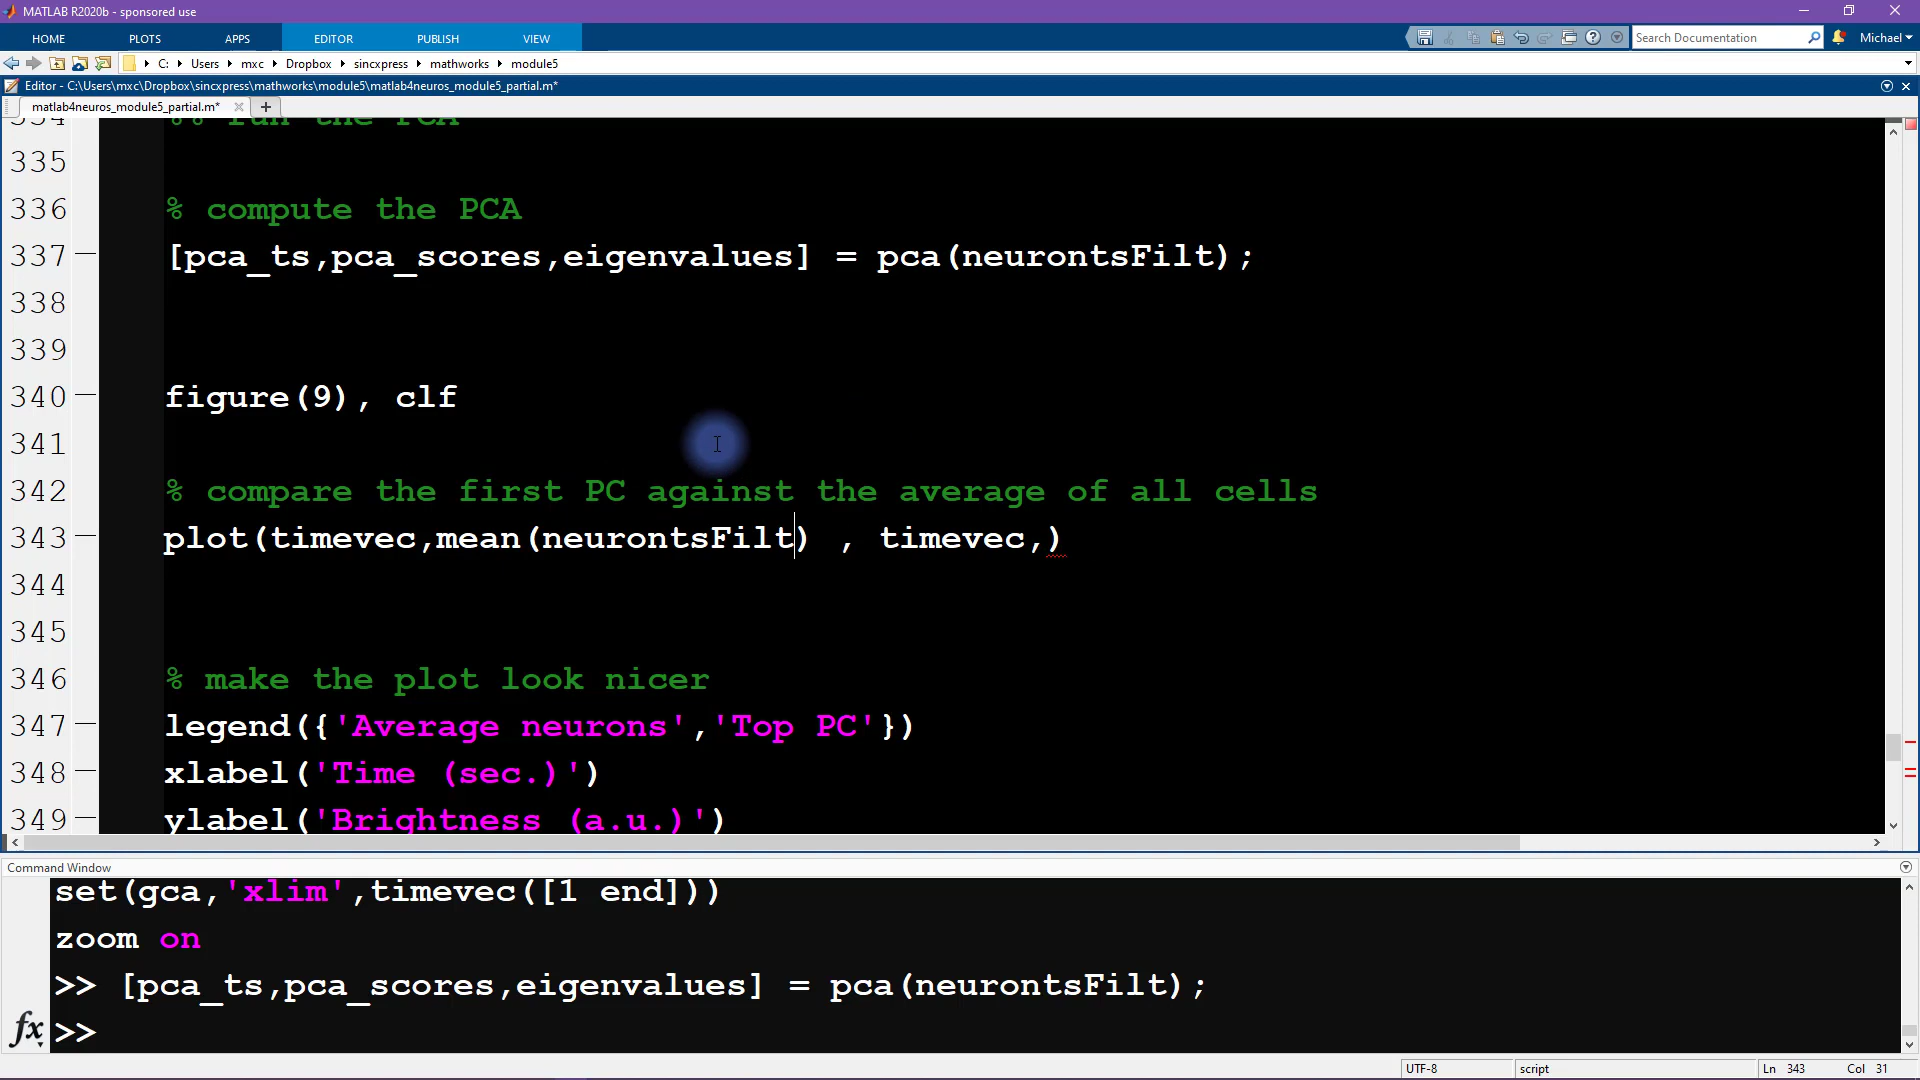 MATLAB R2020b - sponsored use
HOME PLOTS APPS EDITOR PUBLISH VIEW Search Documentation Michael
C: Users mxc Dropbox sincxpress mathworks module5
Editor - C:\Users\mxc\Dropbox\sincxpress\mathworks\module5\matlab4neuros_module5_partial.m*
matlab4neuros_module5_partial.m*
334 %% run the PCA
335
336 % compute the PCA
337 [pca_ts,pca_scores,eigenvalues] = pca(neurontsFilt);
338
339
340 figure(9), clf
341
342 % compare the first PC against the average of all cells
343 plot(timevec,mean(neurontsFilt) , timevec,)
344
345
346 % make the plot look nicer
347 legend({'Average neurons','Top PC'})
348 xlabel('Time (sec.)')
349 ylabel('Brightness (a.u.)')
Command Window
set(gca,'xlim',timevec([1 end]))
zoom on
>> [pca_ts,pca_scores,eigenvalues] = pca(neurontsFilt);
fx >>
UTF-8 script Ln 343 Col 31